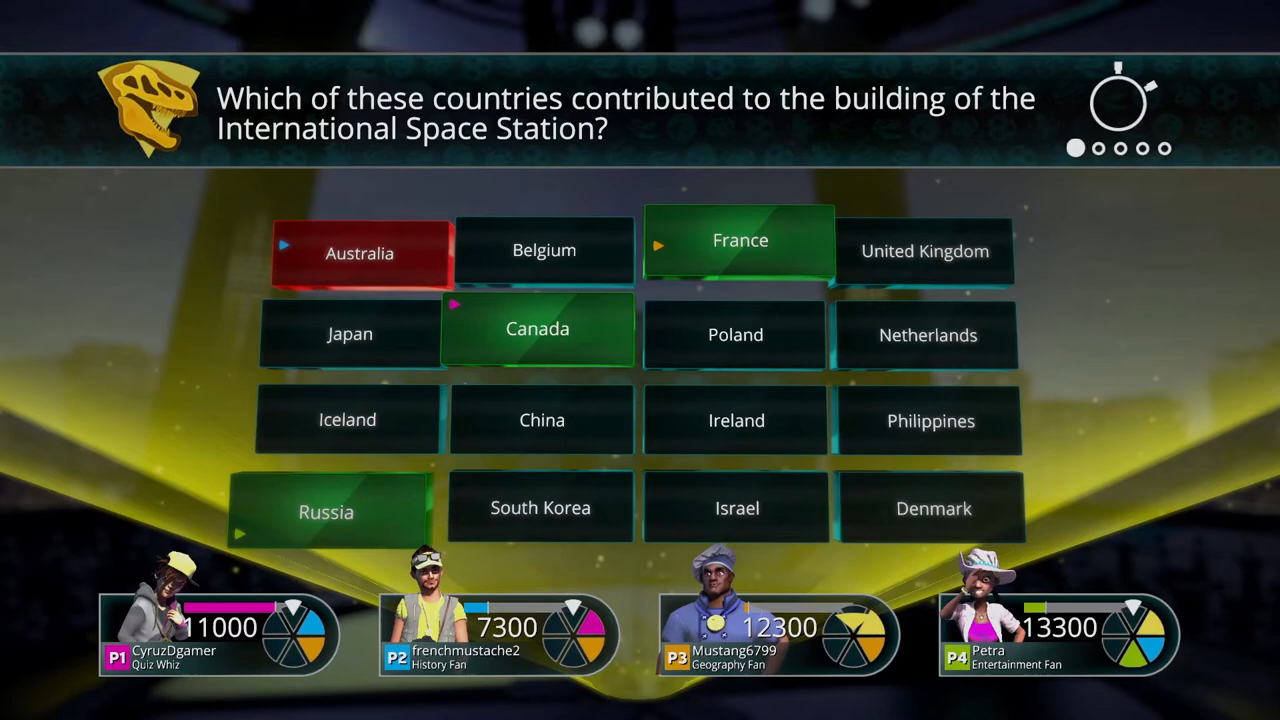 Which of these countries contributed to the building of the
International Space Station?
Australia
Belgium
France
United Kingdom
Japan
Canada
Poland
Netherlands
Iceland
China
Ireland
Philippines
Russia
South Korea
Israel
Denmark
11000
P1 CyruzDgamer
Quiz Whiz
7300
P2 frenchmustache2
History Fan
12300
P3 Mustang6799
Geography Fan
13300
P4 Petra
Entertainment Fan